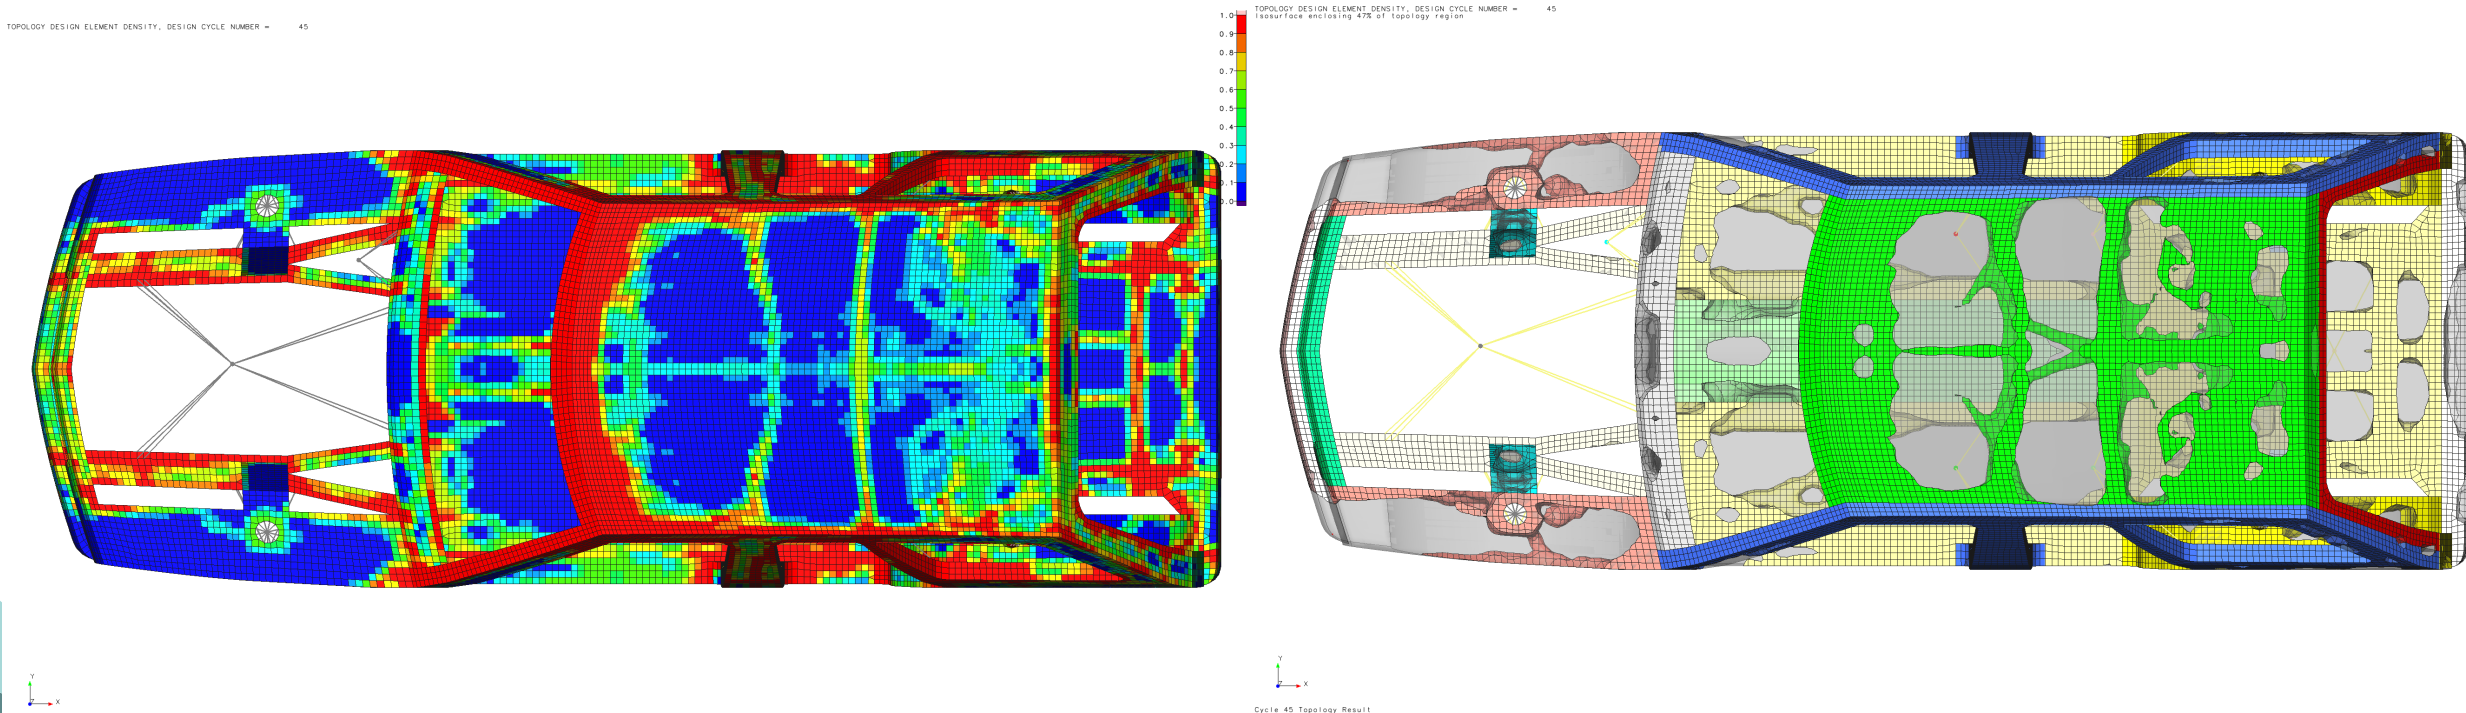 TOPOLOGY DESIGN ELEMENT DENSITY, DESIGN CYCLE NUMBER = 45
1.0
0.9
0.8
0.7
0.6
0.5
0.4
0.3
0.2
0.1
0.0
Y
Z
X
TOPOLOGY DESIGN ELEMENT DENSITY, DESIGN CYCLE NUMBER = 45
Isosurface enclosing 47% of topology region
Y
Z
X
Cycle 45 Topology Result